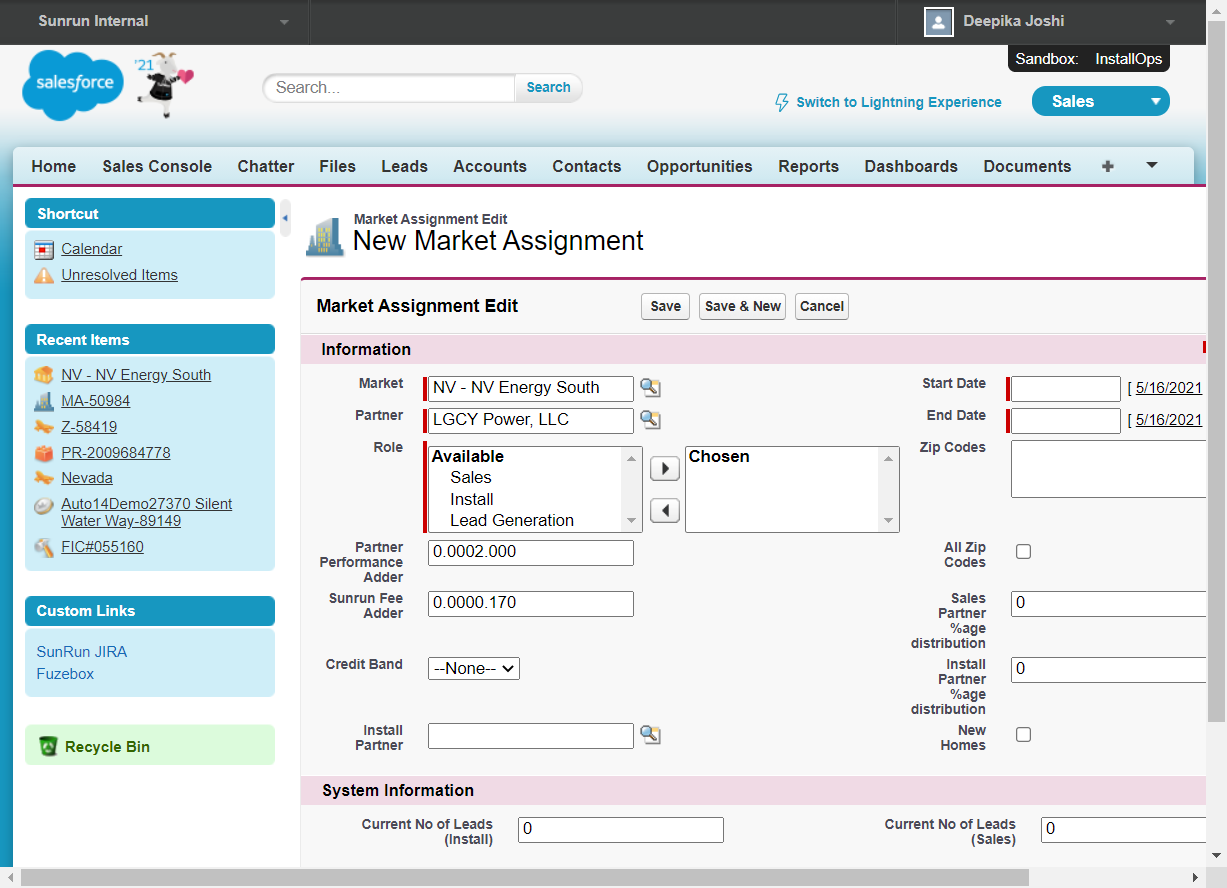 Sunrun Internal
Deepika Joshi
Sandbox: InstallOps
salesforce
'21
Search...
Search
Switch to Lightning Experience
Sales
Home
Sales Console
Chatter
Files
Leads
Accounts
Contacts
Opportunities
Reports
Dashboards
Documents
Shortcut
Calendar
Unresolved Items
Recent Items
NV - NV Energy South
MA-50984
Z-58419
PR-2009684778
Nevada
Auto14Demo27370 Silent
Water Way-89149
FIC#055160
Custom Links
SunRun JIRA
Fuzebox
Recycle Bin
Market Assignment Edit
New Market Assignment
Market Assignment Edit
Save
Save & New
Cancel
Information
Market
NV - NV Energy South
Start Date
[ 5/16/2021
Partner
LGCY Power, LLC
End Date
[ 5/16/2021
Role
Available
Sales
Install
Lead Generation
Chosen
Zip Codes
Partner
Performance
Adder
0.0002.000
All Zip
Codes
Sunrun Fee
Adder
0.0000.170
Sales
Partner
%age
distribution
0
Credit Band
--None--
Install
Partner
%age
distribution
0
Install
Partner
New
Homes
System Information
Current No of Leads
(Install)
0
Current No of Leads
(Sales)
0